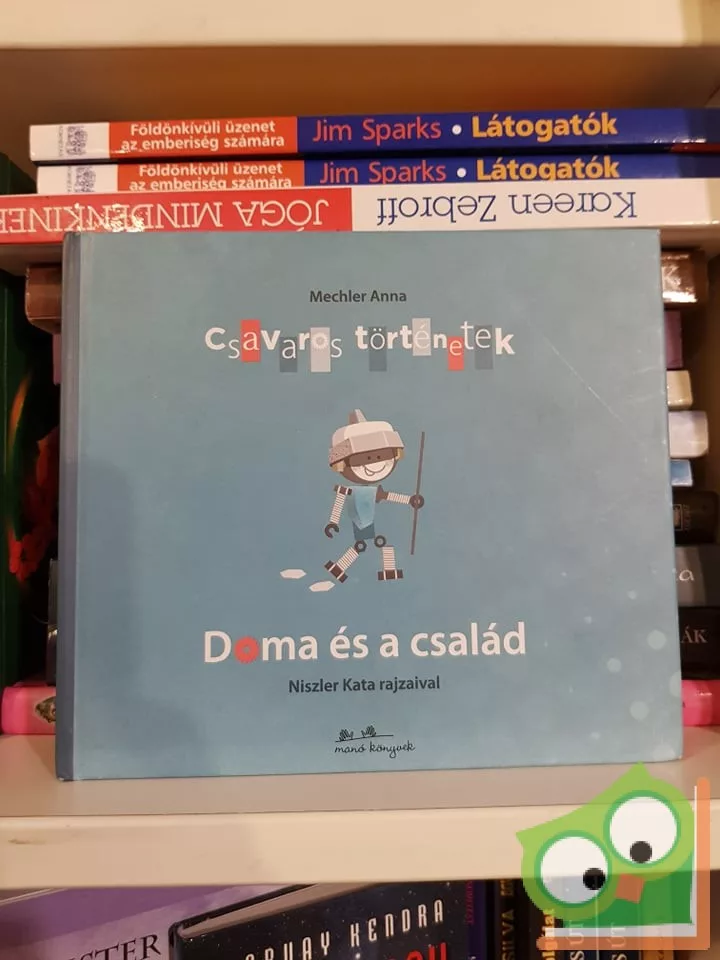 Földönkívüli üzenet
az emberiség számára
Jim Sparks • Látogatók
Földönkívüli üzenet
az emberiség számára
Jim Sparks • Látogatók
Kareen Zebroff
JÓGA MINDENKINEK
Mechler Anna
Csavaros történetek
Doma és a család
Niszler Kata rajzaival
manó könyvek
KENDRA